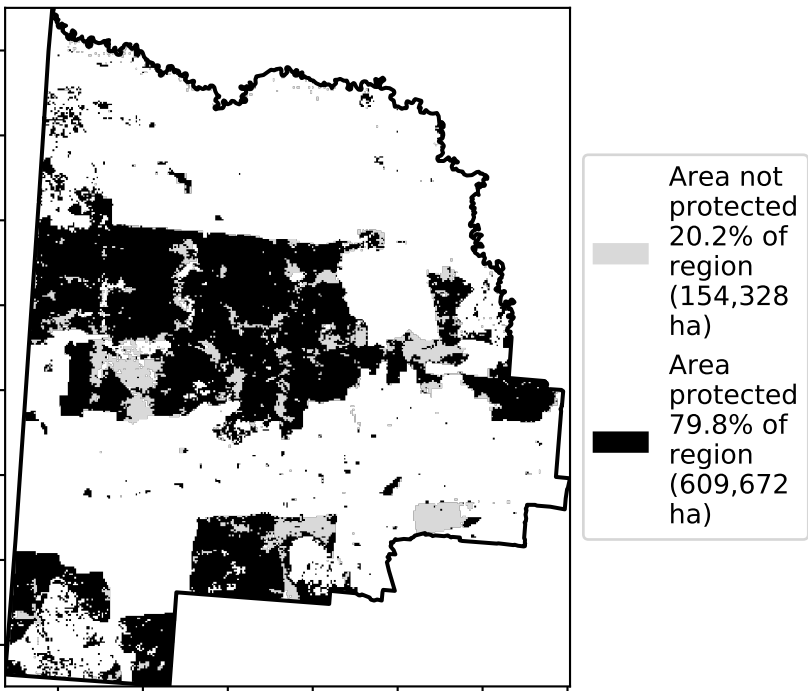 Area not
protected
20.2% of
region
(154,328
ha)
Area
protected
79.8% of
region
(609,672
ha)